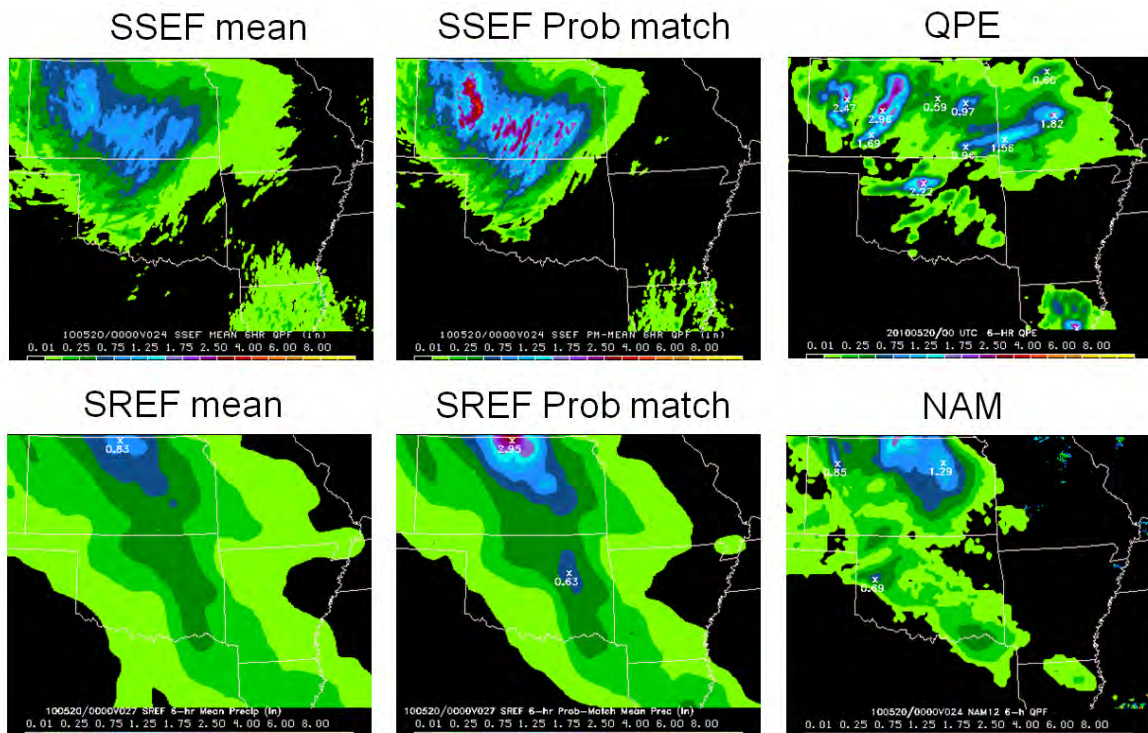 SSEF mean
SSEF Prob match
QPE
0.60
2.47
2.96
0.59
0.97
1.82
1.69
1.58
0.96
2.22
100520/0000V024 SSEF MEAN 6HR QPF (In)
0.01 0.25 0.75 1.25 1.75 2.50 4.00 6.00 8.00
100520/0000V024 SSEF PM-MEAN 6HR QPF (In)
0.01 0.25 0.75 1.25 1.75 2.50 4.00 6.00 8.00
20100520/00 UTC 6-HR QPE
0.01 0.25 0.75 1.25 1.75 2.50 4.00 6.00 8.00
SREF mean
SREF Prob match
NAM
0.83
2.95
0.85
1.29
0.63
0.69
100520/0000V027 SREF 6-hr Mean Precip (In)
0.01 0.25 0.75 1.25 1.75 2.50 4.00 6.00 8.00
100520/0000V027 SREF 6-hr Prob-Match Mean Prec (In)
0.01 0.25 0.75 1.25 1.75 2.50 4.00 6.00 8.00
100520/0000V024 NAM12 6-h QPF
0.01 0.25 0.75 1.25 1.75 2.50 4.00 6.00 8.00